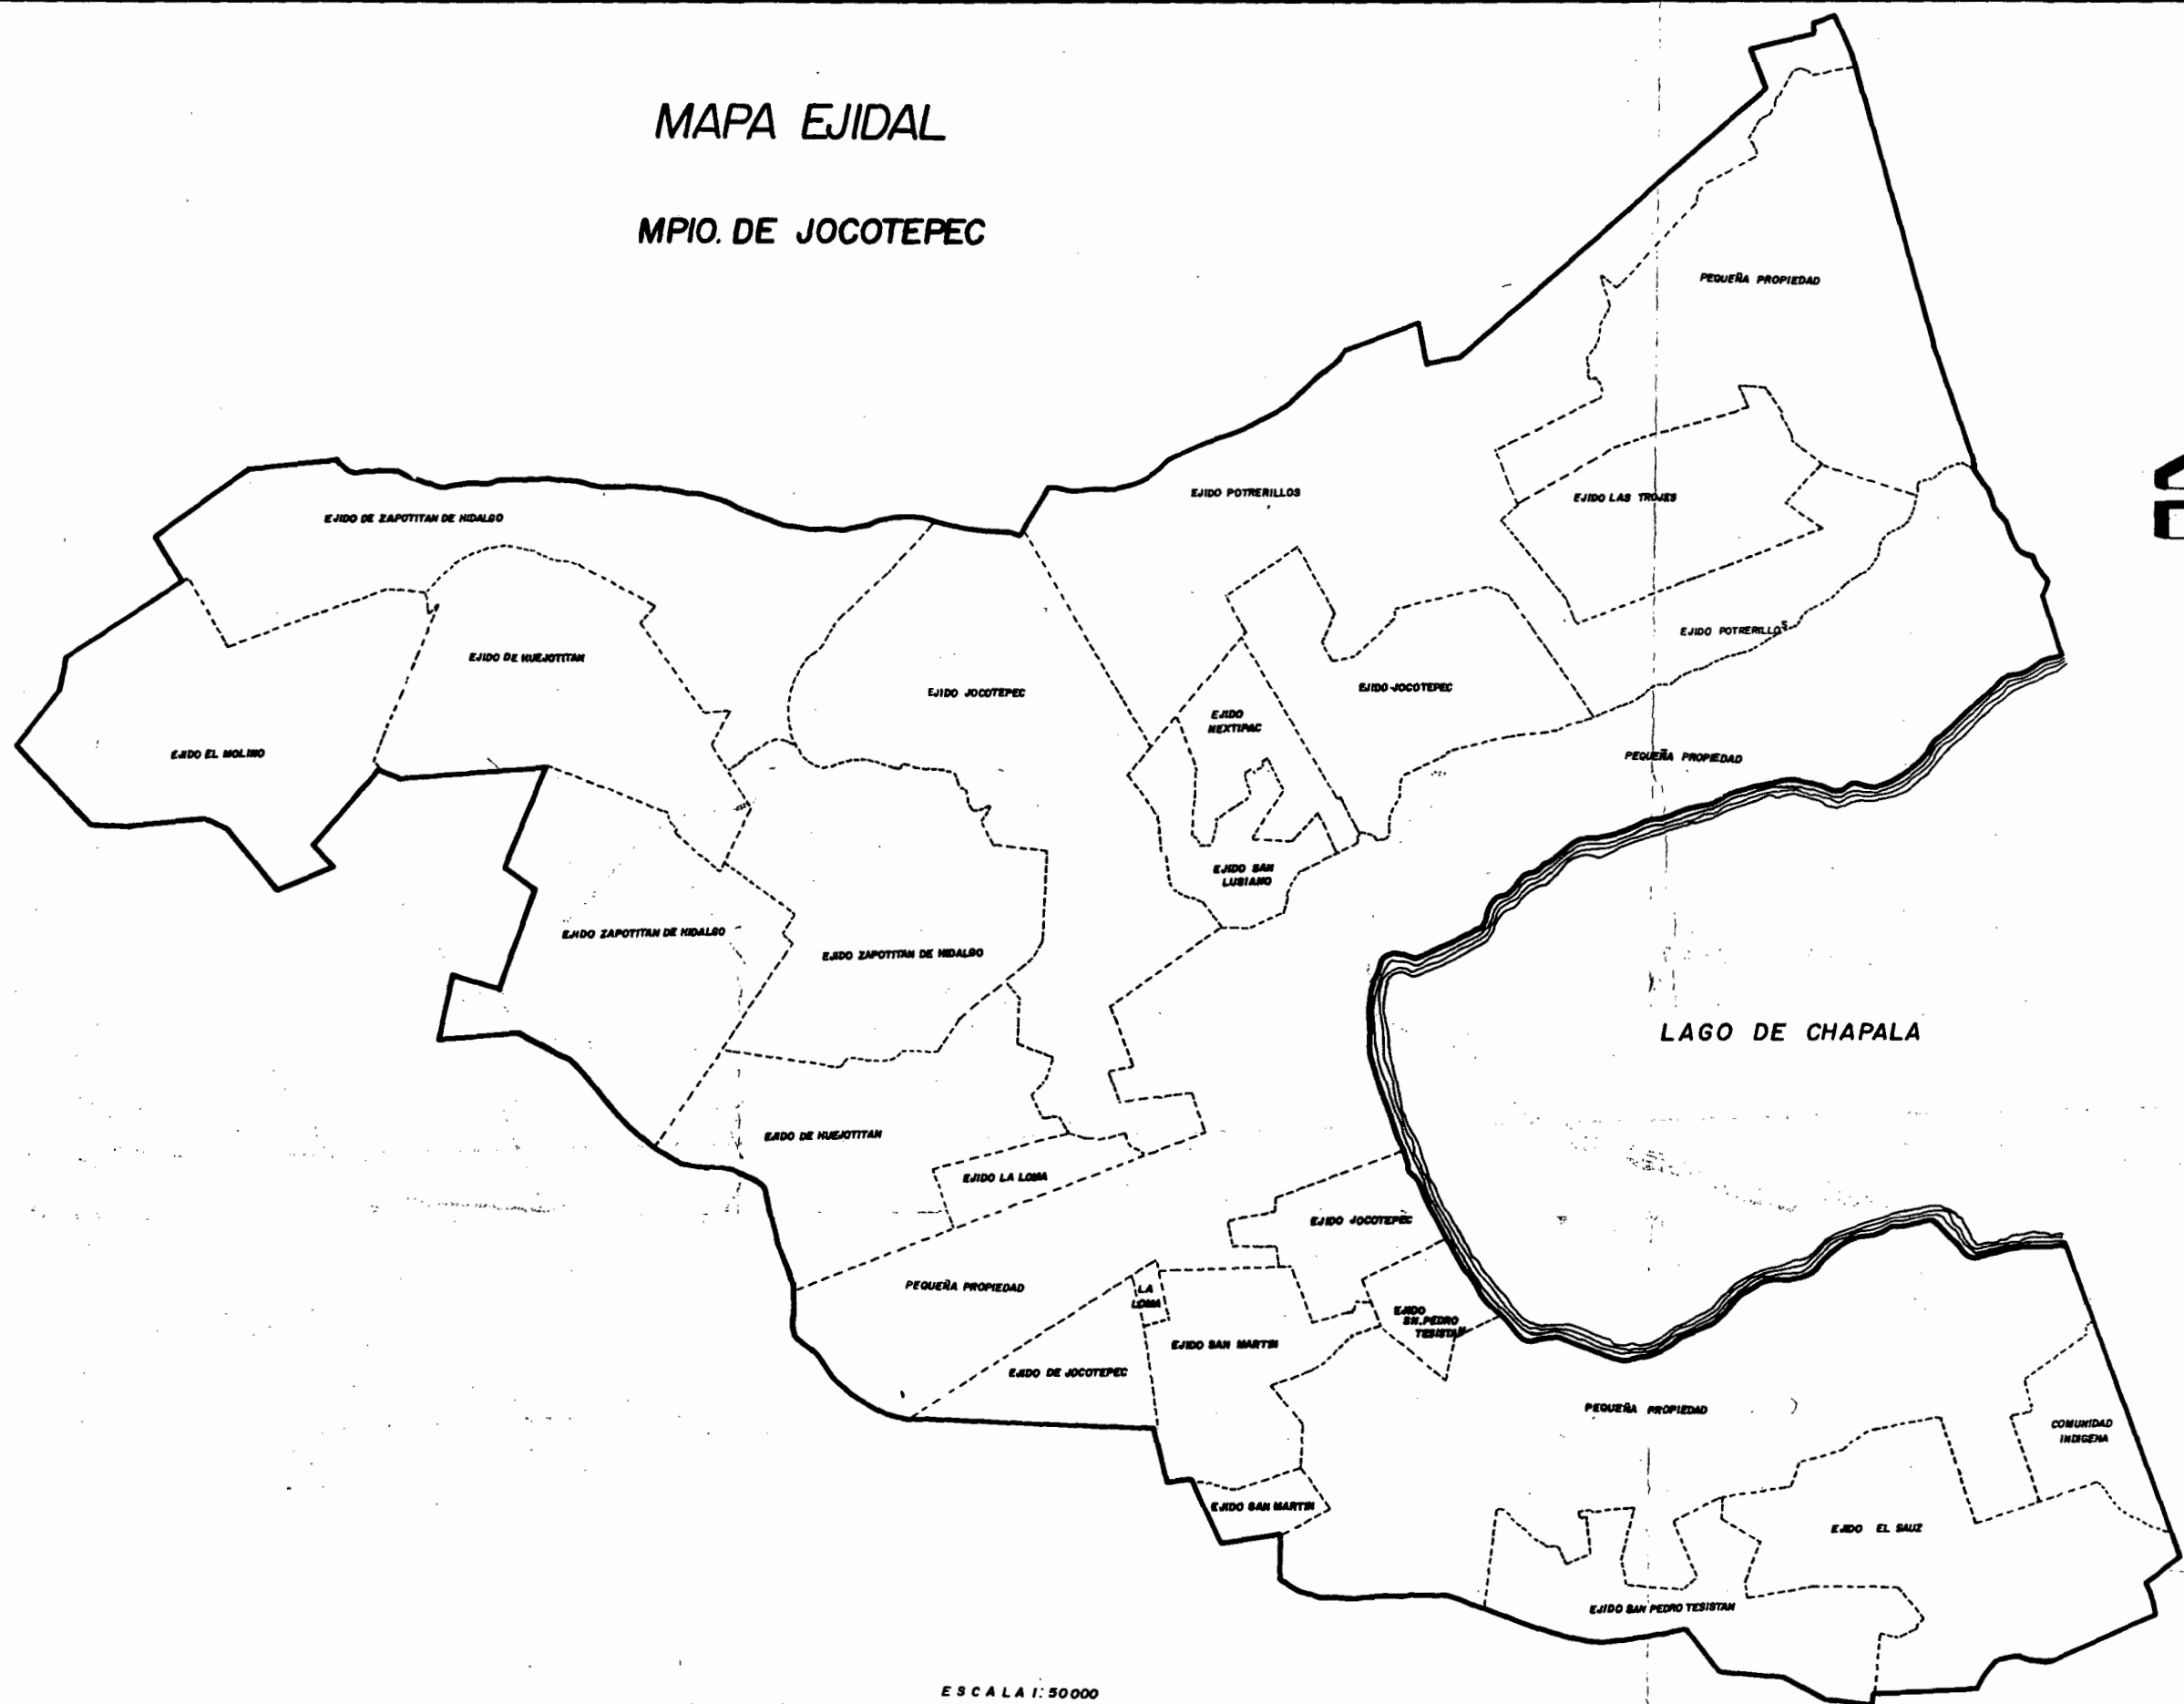 MAPA EJIDAL
MPIO. DE JOCOTEPEC
PEQUEÑA PROPIEDAD
EJIDO POTRERILLOS
EJIDO LAS TROJES
EJIDO DE ZAPOTITAN DE HIDALGO
EJIDO POTRERILLOS
EJIDO DE HUEJOTITAN
EJIDO JOCOTEPEC
EJIDO JOCOTEPEC
EJIDO
NEXTIPAC
EJIDO EL MOLINO
PEQUEÑA PROPIEDAD
EJIDO SAN
LUSIANO
EJIDO ZAPOTITAN DE HIDALGO
EJIDO ZAPOTITAN DE HIDALGO
LAGO DE CHAPALA
EJIDO DE HUEJOTITAN
EJIDO LA LOMA
EJIDO JOCOTEPEC
PEQUEÑA PROPIEDAD
LA
LOMA
EJIDO
SN. PEDRO
TESISTAN
EJIDO SAN MARTIN
EJIDO DE JOCOTEPEC
PEQUEÑA PROPIEDAD
COMUNIDAD
INDIGENA
EJIDO SAN MARTIN
EJIDO EL SAUZ
EJIDO SAN PEDRO TESISTAN
ESCALA 1:50000